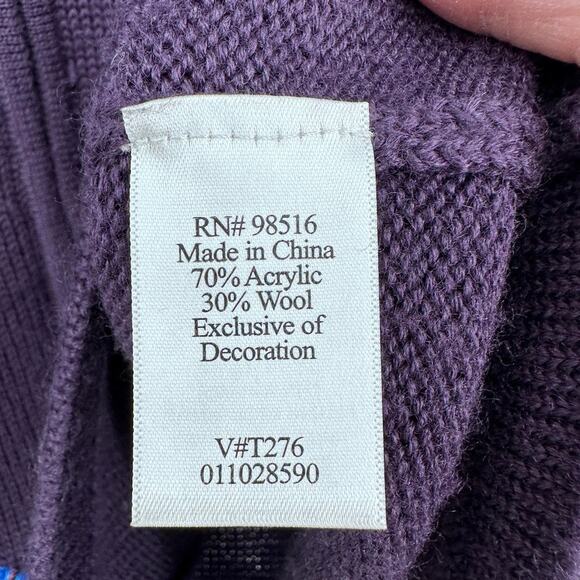 RN# 98516
Made in China
70% Acrylic
30% Wool
Exclusive of
Decoration
V#T276
011028590